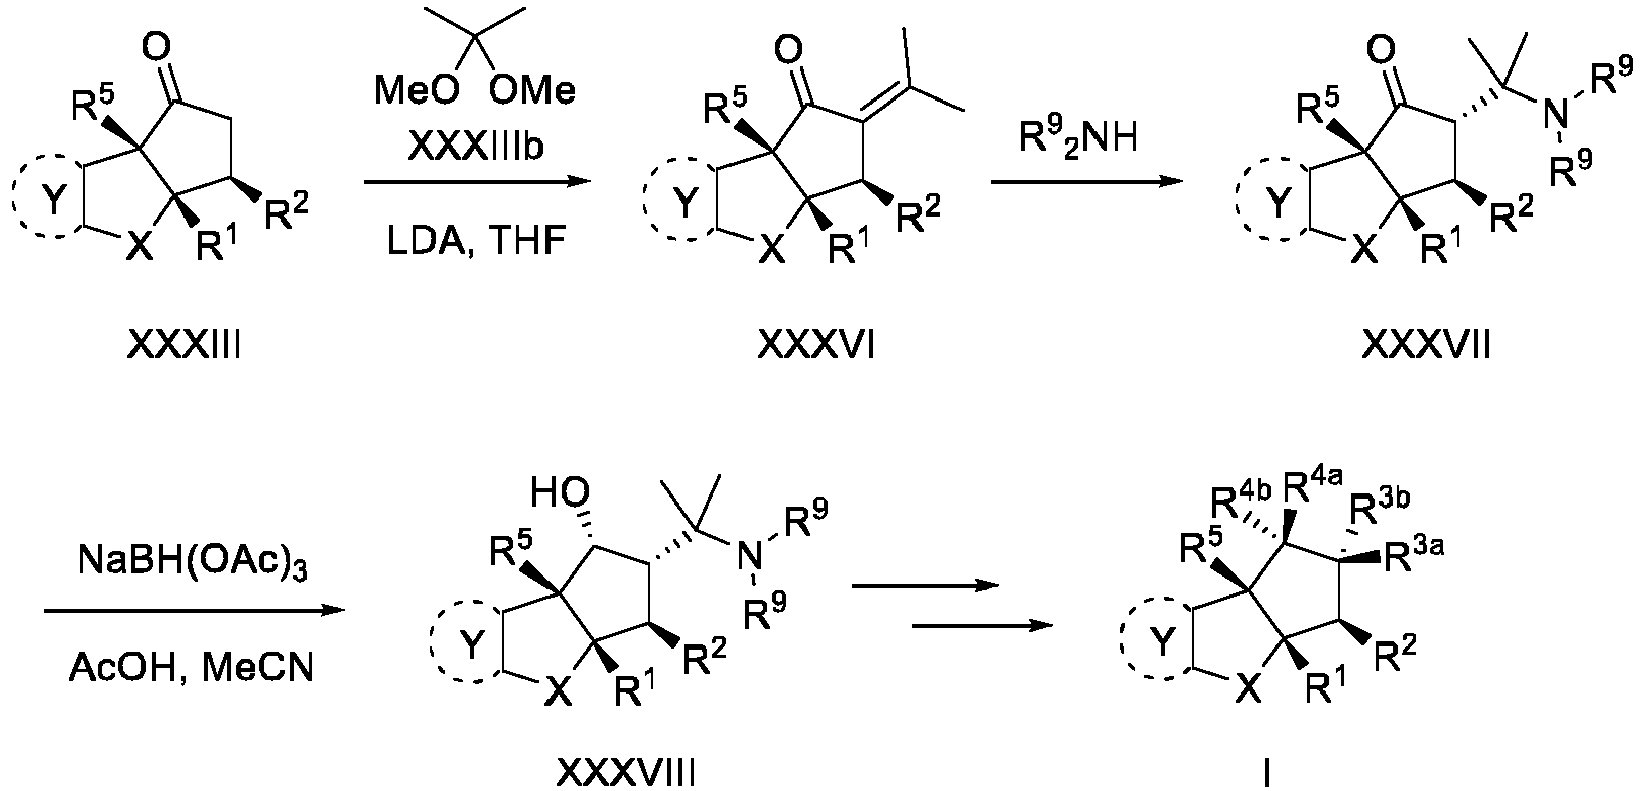 O
R⁵
Y
X
R¹
R²
XXXIII
MeO OMe
XXXIIIb
LDA, THF
O
R⁵
Y
X
R¹
R²
XXXVI
R⁹₂NH
O
R⁵
N
R⁹
R⁹
Y
X
R¹
R²
XXXVII
NaBH(OAc)₃
AcOH, MeCN
HO
R⁵
N
R⁹
R⁹
Y
X
R¹
R²
XXXVIII
R⁴ᵇ
R⁴ᵃ
R³ᵇ
R⁵
R³ᵃ
Y
X
R¹
R²
I